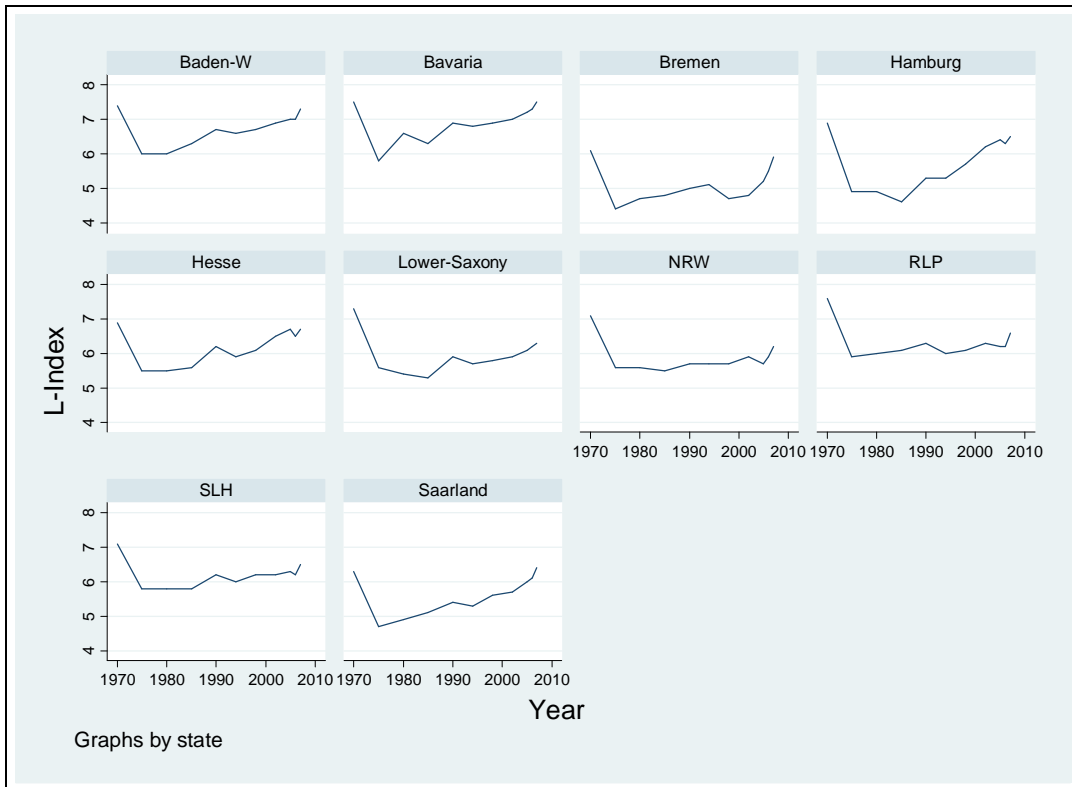 Baden-W Bavaria Bremen Hamburg
8
7
6
5
4
Hesse Lower-Saxony NRW RLP
8
7
6
5
4
1970 1980 1990 2000 2010 1970 1980 1990 2000 2010
SLH Saarland
8
7
6
5
4
1970 1980 1990 2000 2010 1970 1980 1990 2000 2010
L-Index
Year
Graphs by state